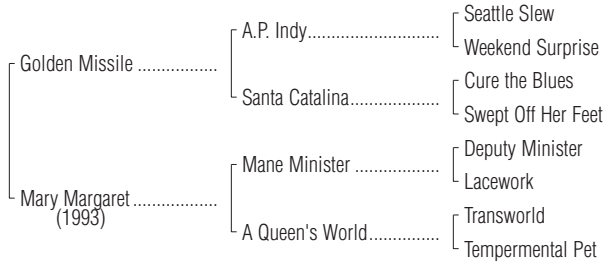 Seattle Slew
A.P. Indy....................
Weekend Surprise
Golden Missile ................
Cure the Blues
Santa Catalina..................
Swept Off Her Feet
Deputy Minister
Mane Minister .................
Lacework
Mary Margaret.................
(1993)
Transworld
A Queen's World..............
Tempermental Pet